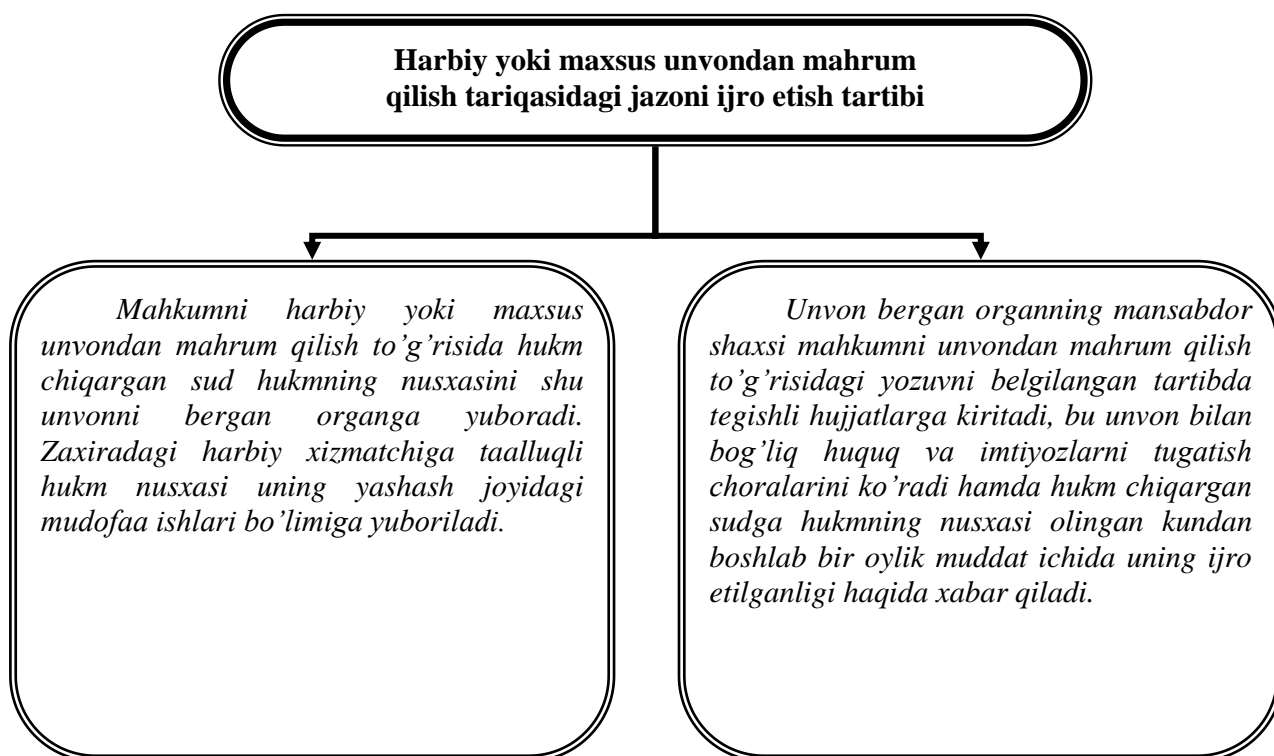 Harbiy yoki maxsus unvondan mahrum
qilish tariqasidagi jazoni ijro etish tartibi
Mahkumni harbiy yoki maxsus
unvondan mahrum qilish to’g’risida hukm
chiqargan sud hukmning nusxasini shu
unvonni bergan organga yuboradi.
Zaxiradagi harbiy xizmatchiga taalluqli
hukm nusxasi uning yashash joyidagi
mudofaa ishlari bo’limiga yuboriladi.
Unvon bergan organning mansabdor
shaxsi mahkumni unvondan mahrum qilish
to’g’risidagi yozuvni belgilangan tartibda
tegishli hujjatlarga kiritadi, bu unvon bilan
bog’liq huquq va imtiyozlarni tugatish
choralarini ko’radi hamda hukm chiqargan
sudga hukmning nusxasi olingan kundan
boshlab bir oylik muddat ichida uning ijro
etilganligi haqida xabar qiladi.